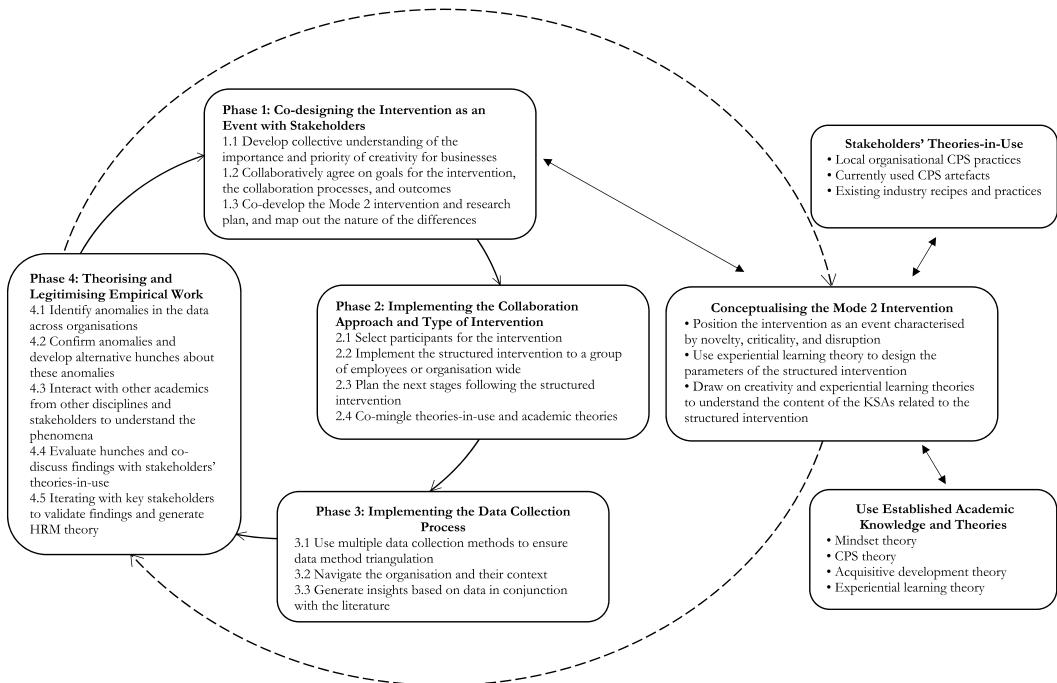 Phase 1: Co-designing the Intervention as an
Event with Stakeholders
1.1 Develop collective understanding of the
importance and priority of creativity for businesses
1.2 Collaboratively agree on goals for the intervention,
the collaboration processes, and outcomes
1.3 Co-develop the Mode 2 intervention and research
plan, and map out the nature of the differences
Stakeholders’ Theories-in-Use
• Local organisational CPS practices
• Currently used CPS artefacts
• Existing industry recipes and practices
Phase 4: Theorising and
Legitimising Empirical Work
4.1 Identify anomalies in the data
across organisations
4.2 Confirm anomalies and
develop alternative hunches about
these anomalies
4.3 Interact with other academics
from other disciplines and
stakeholders to understand the
phenomena
4.4 Evaluate hunches and co-
discuss findings with stakeholders’
theories-in-use
4.5 Iterating with key stakeholders
to validate findings and generate
HRM theory
Phase 2: Implementing the Collaboration
Approach and Type of Intervention
2.1 Select participants for the intervention
2.2 Implement the structured intervention to a group
of employees or organisation wide
2.3 Plan the next stages following the structured
intervention
2.4 Co-mingle theories-in-use and academic theories
Conceptualising the Mode 2 Intervention
• Position the intervention as an event characterised
by novelty, criticality, and disruption
• Use experiential learning theory to design the
parameters of the structured intervention
• Draw on creativity and experiential learning theories
to understand the content of the KSAs related to the
structured intervention
Phase 3: Implementing the Data Collection
Process
3.1 Use multiple data collection methods to ensure
data method triangulation
3.2 Navigate the organisation and their context
3.3 Generate insights based on data in conjunction
with the literature
Use Established Academic
Knowledge and Theories
• Mindset theory
• CPS theory
• Acquisitive development theory
• Experiential learning theory